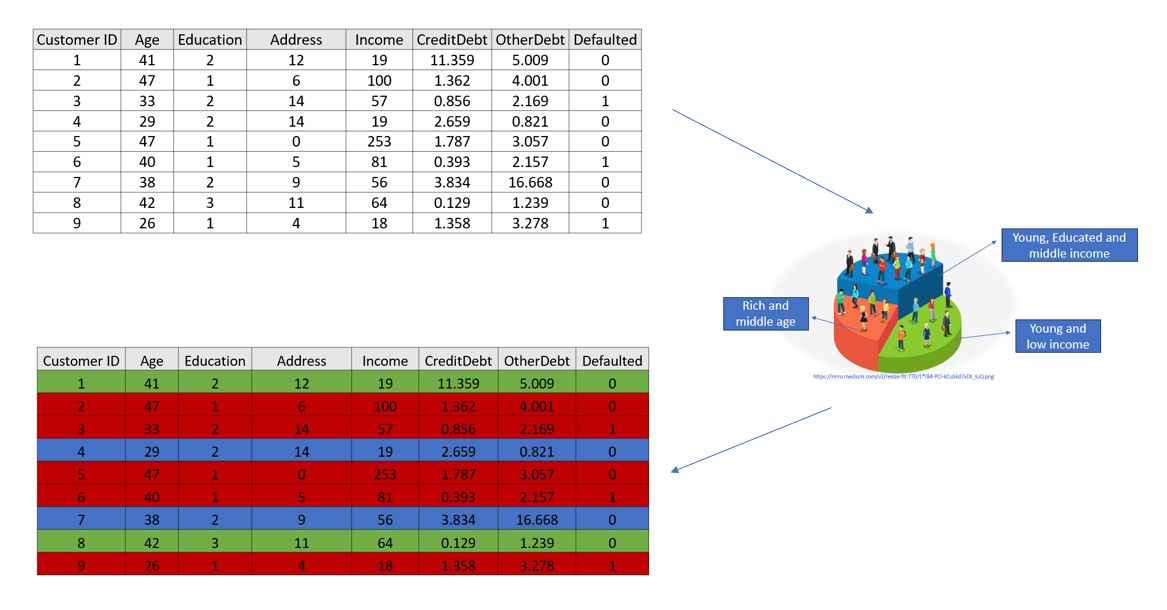 Customer ID Age Education Address Income CreditDebt OtherDebt Defaulted
1 41 2 12 19 11.359 5.009 0
2 47 1 6 100 1.362 4.001 0
3 33 2 14 57 0.856 2.169 1
4 29 2 14 19 2.659 0.821 0
5 47 1 0 253 1.787 3.057 0
6 40 1 5 81 0.393 2.157 1
7 38 2 9 56 3.834 16.668 0
8 42 3 11 64 0.129 1.239 0
9 26 1 4 18 1.358 3.278 1
Young, Educated and
middle income
Rich and
middle age
Young and
low income
Customer ID Age Education Address Income CreditDebt OtherDebt Defaulted
1 41 2 12 19 11.359 5.009 0
2 47 1 6 100 1.362 4.001 0
3 33 2 14 57 0.856 2.169 1
4 29 2 14 19 2.659 0.821 0
5 47 1 0 253 1.787 3.057 0
6 40 1 5 81 0.393 2.157 1
7 38 2 9 56 3.834 16.668 0
8 42 3 11 64 0.129 1.239 0
9 26 1 4 18 1.358 3.278 1